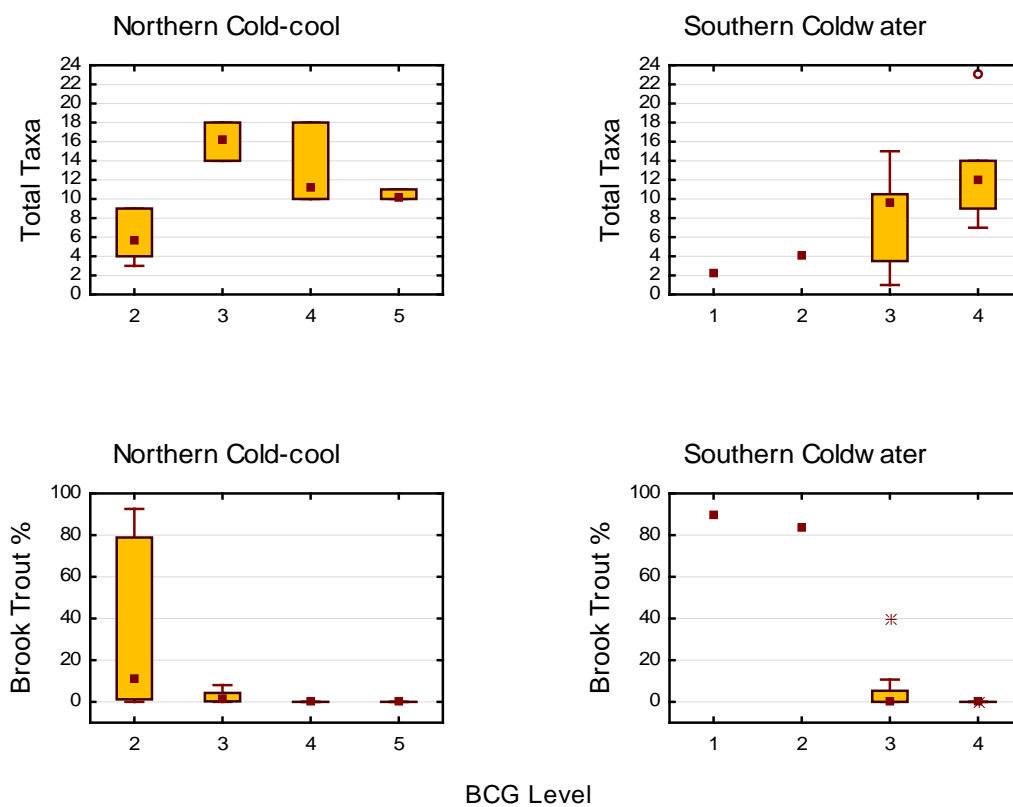 Northern Cold-cool
Total Taxa
24
22
20
18
16
14
12
10
8
6
4
2
0
2 3 4 5
Southern Coldw ater
Total Taxa
24
22
20
18
16
14
12
10
8
6
4
2
0
1 2 3 4
Northern Cold-cool
Brook Trout %
100
80
60
40
20
0
2 3 4 5
Southern Coldw ater
Brook Trout %
100
80
60
40
20
0
1 2 3 4
BCG Level